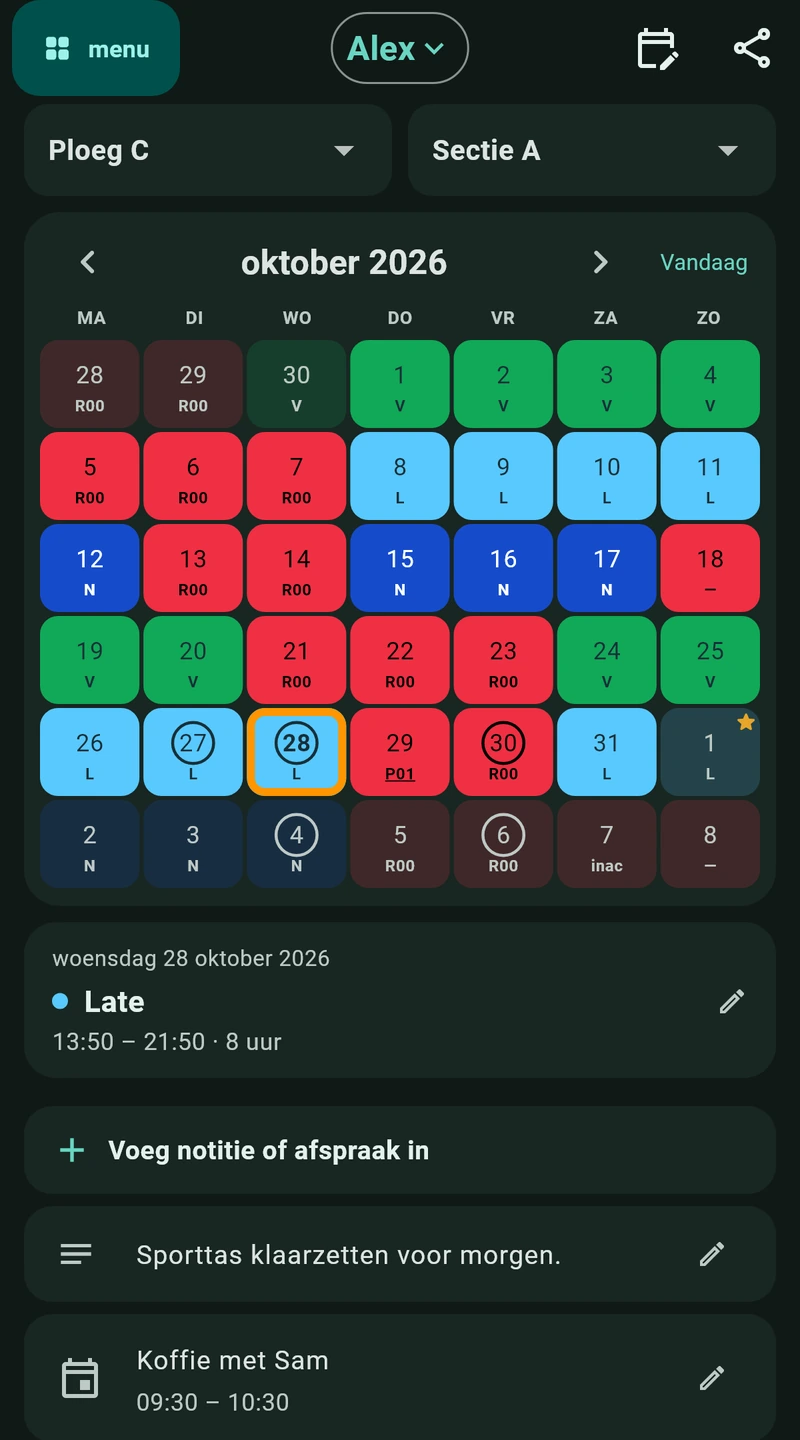 menu
Alex
Ploeg C
Sectie A
oktober 2026
Vandaag
MA DI WO DO VR ZA ZO
28 29 30 1 2 3 4
R00 R00 V V V V V
5 6 7 8 9 10 11
R00 R00 R00 L L L L
12 13 14 15 16 17 18
N R00 R00 N N N –
19 20 21 22 23 24 25
V V R00 R00 R00 V V
26 27 28 29 30 31 1
L L L P01 R00 L L
2 3 4 5 6 7 8
N N N R00 R00 inac –
woensdag 28 oktober 2026
Late
13:50 – 21:50 · 8 uur
Voeg notitie of afspraak in
Sporttas klaarzetten voor morgen.
Koffie met Sam
09:30 – 10:30